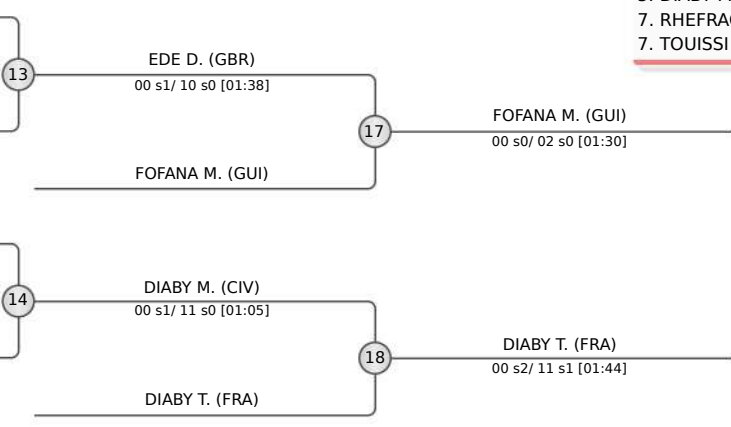 7. RHEFRA
7. TOUISSI
13
EDE D. (GBR)
00 s1/ 10 s0 [01:38]
17
FOFANA M. (GUI)
00 s0/ 02 s0 [01:30]
FOFANA M. (GUI)
14
DIABY M. (CIV)
00 s1/ 11 s0 [01:05]
18
DIABY T. (FRA)
00 s2/ 11 s1 [01:44]
DIABY T. (FRA)